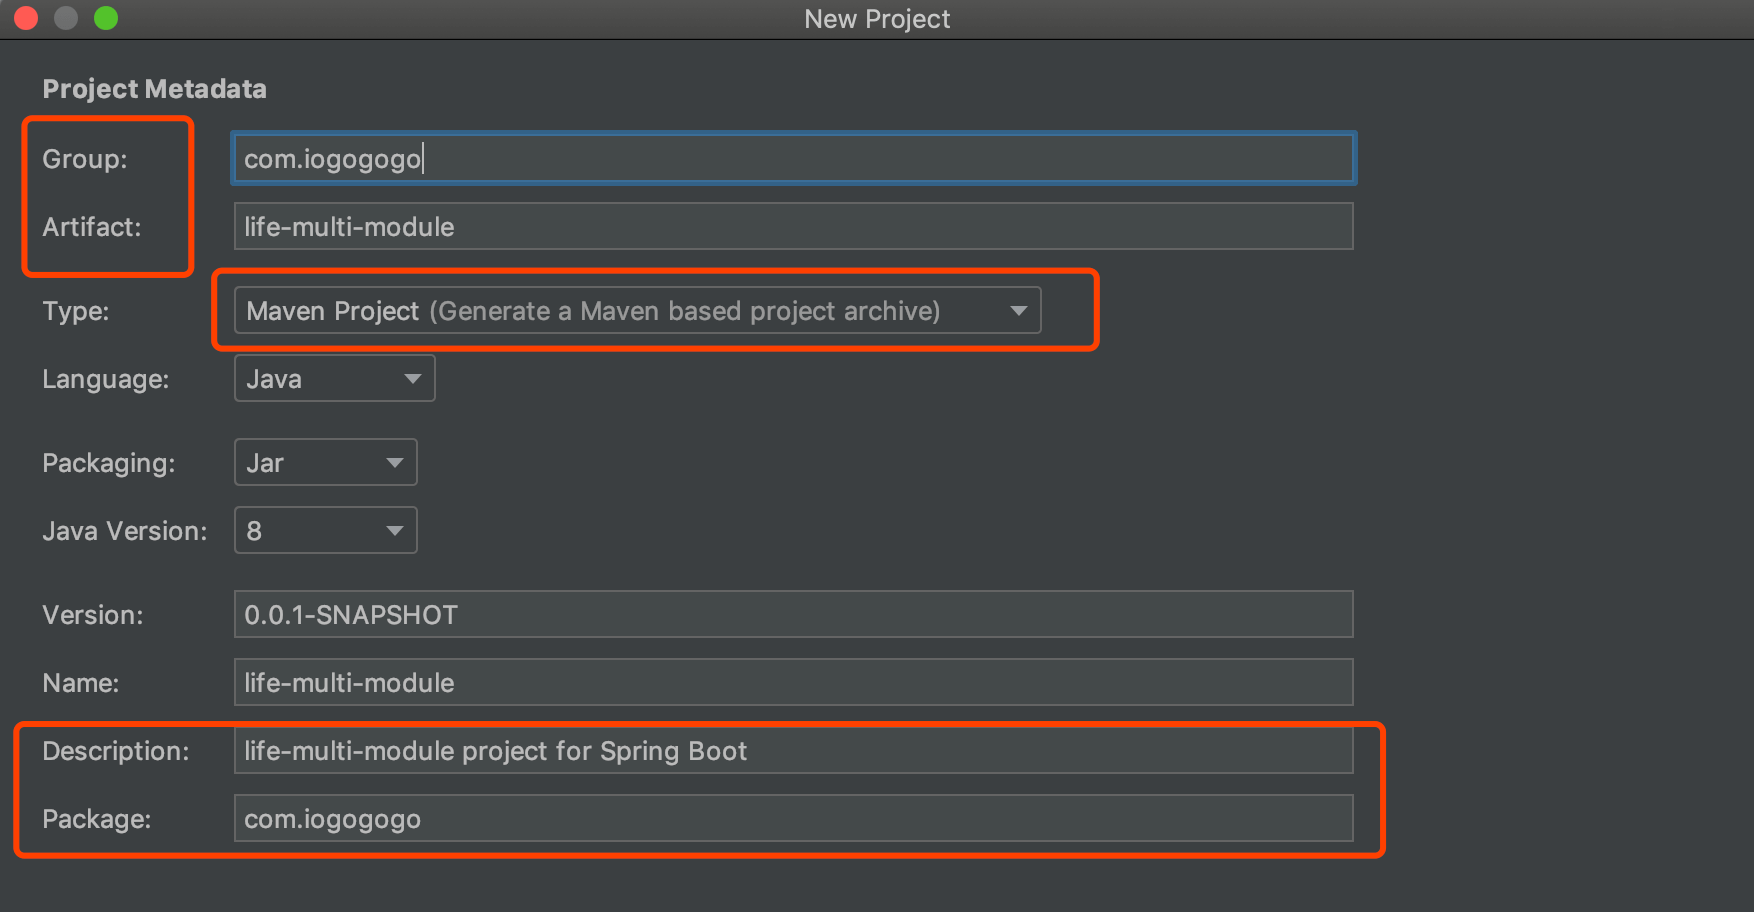 New Project
Project Metadata
Group: com.iogogogo
Artifact: life-multi-module
Type: Maven Project (Generate a Maven based project archive)
Language: Java
Packaging: Jar
Java Version: 8
Version: 0.0.1-SNAPSHOT
Name: life-multi-module
Description: life-multi-module project for Spring Boot
Package: com.iogogogo